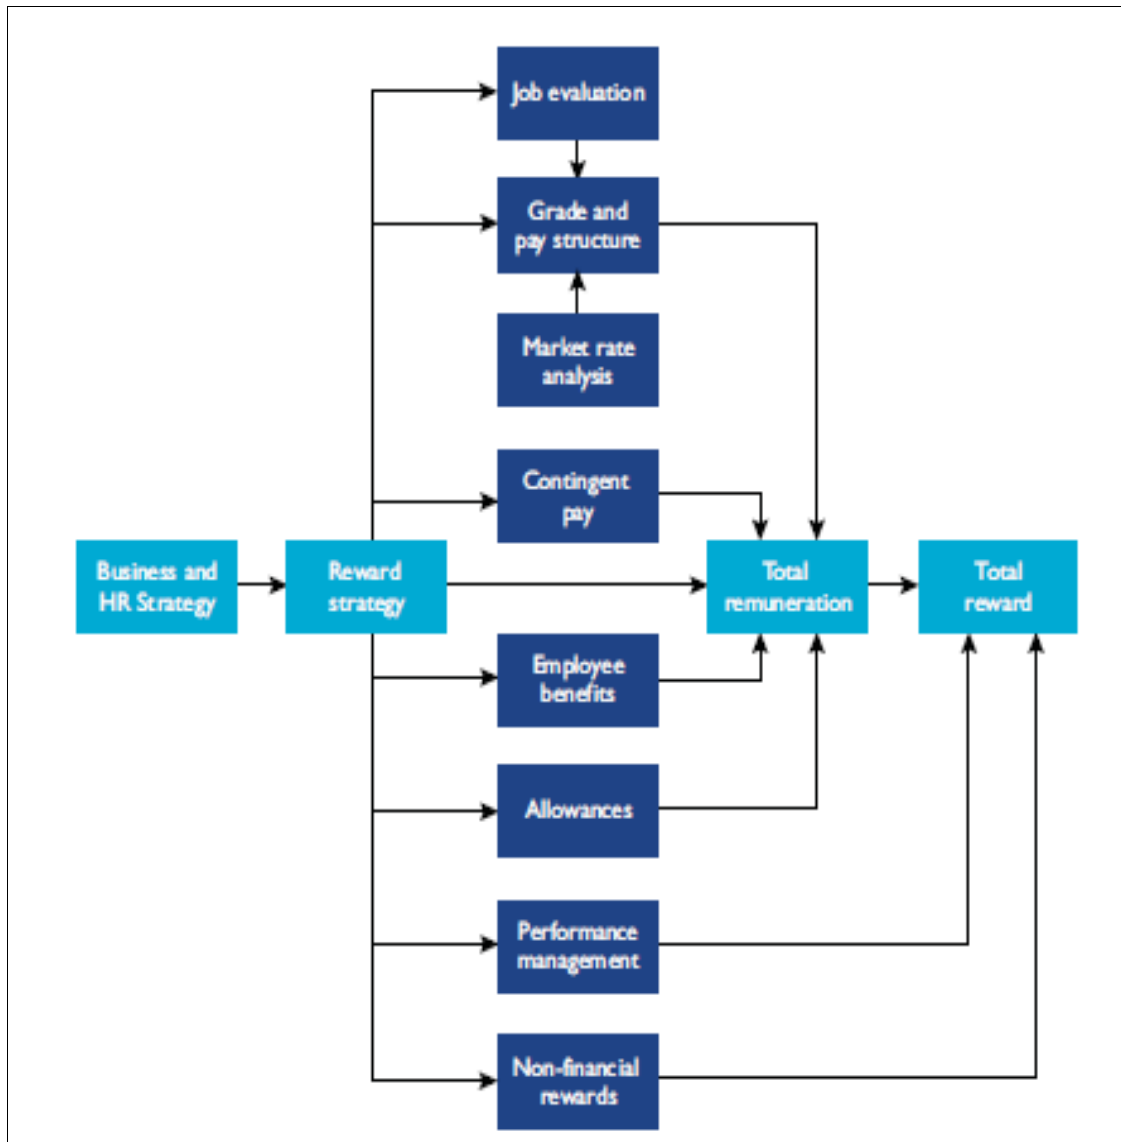 Job evaluation
Grade and
pay structure
Market rate
analysis
Contingent
pay
Business and
HR Strategy
Reward
strategy
Total
remuneration
Total
reward
Employee
benefits
Allowances
Performance
management
Non-financial
rewards